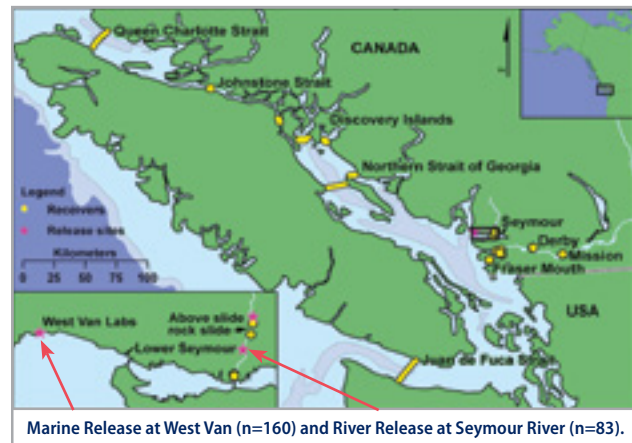 Queen Charlotte Strait
CANADA
Johnstone Strait
Discovery Islands
Northern Strait of Georgia
Legend
Receivers
Release sites
Kilometers
0 25 50 75 100
Seymour
Derby
Mission
Fraser Mouth
USA
West Van Labs
Above slide
rock slide
Lower Seymour
Juan de Fuca Strait
Marine Release at West Van (n=160) and River Release at Seymour River (n=83).